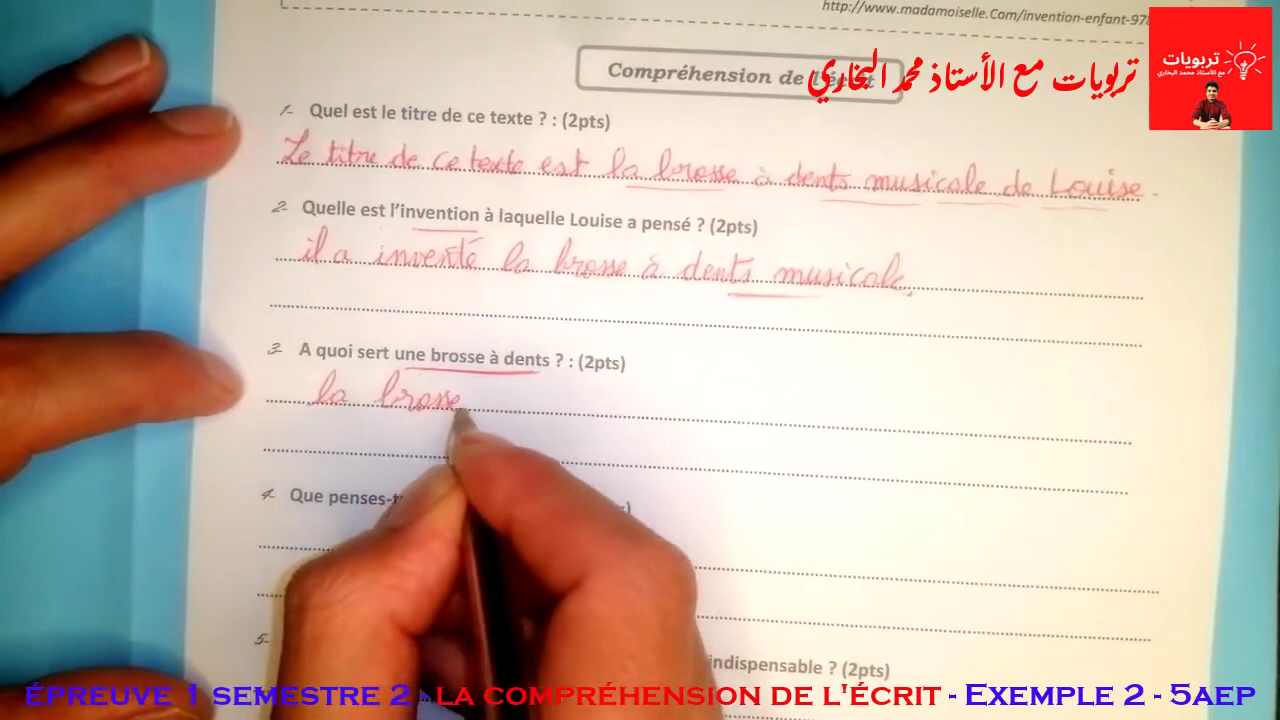 http://www.madamoiselle.Com/invention-enfant-97
تربويات مع الأستاذ محمد البخاري
تربويات
مع الأستاذ محمد البخاري
Compréhension de l'écrit
1- Quel est le titre de ce texte ? : (2pts)
Le titre de ce texte est la brosse à dents musicale de Louise.
2- Quelle est l'invention à laquelle Louise a pensé ? (2pts)
il a inventé la brosse à dents musicale.
3- A quoi sert une brosse à dents ? : (2pts)
la brosse
4- Que penses-t
5-
indispensable ? (2pts)
épreuve 1 semestre 2 - la compréhension de l'écrit - Exemple 2 - 5aep